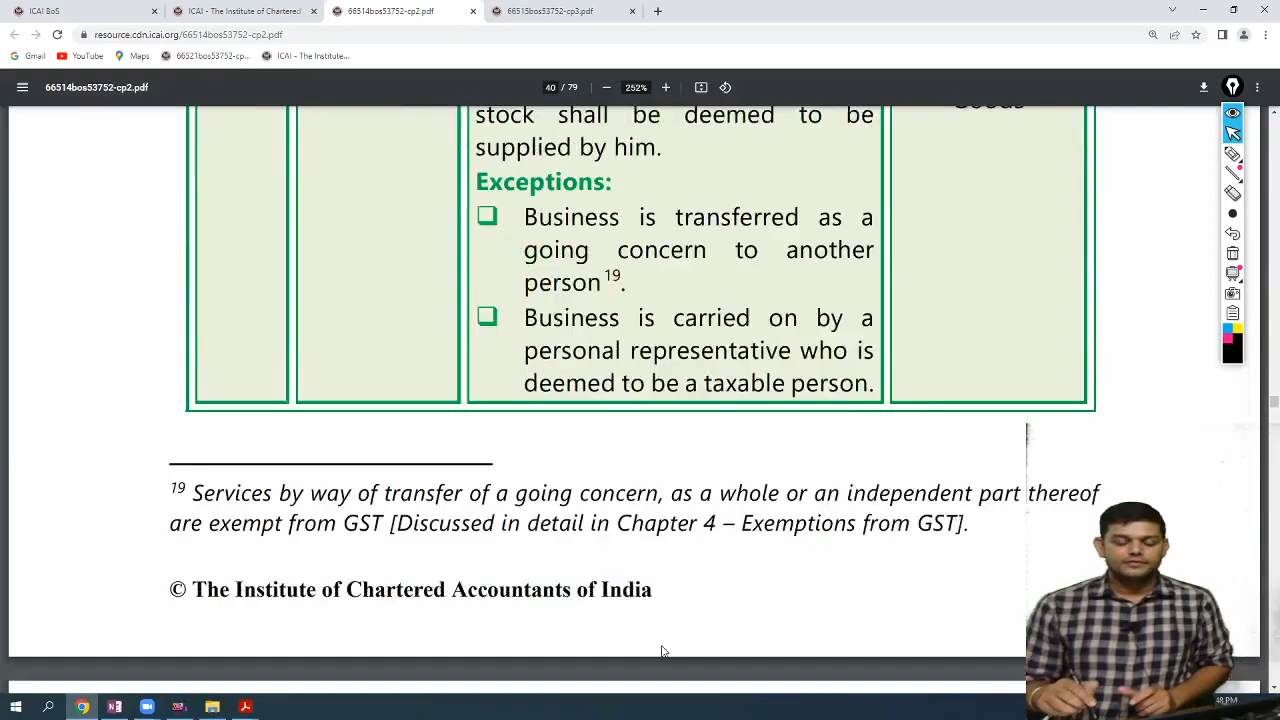 ICAI BoS
ICAI - The Institute of Chartered
66514bos53752-cp2.pdf
66515bos53752-cp3.pdf
resource.cdn.icai.org/66514bos53752-cp2.pdf
Gmail
YouTube
Maps
66521bos53752-cp...
ICAI - The Institute...
66514bos53752-cp2.pdf
40 / 79
252%
stock shall be deemed to be
supplied by him.
Goods
Exceptions:
Business is transferred as a
going concern to another
person19.
Business is carried on by a
personal representative who is
deemed to be a taxable person.
19 Services by way of transfer of a going concern, as a whole or an independent part thereof
are exempt from GST [Discussed in detail in Chapter 4 – Exemptions from GST].
© The Institute of Chartered Accountants of India
:48 PM